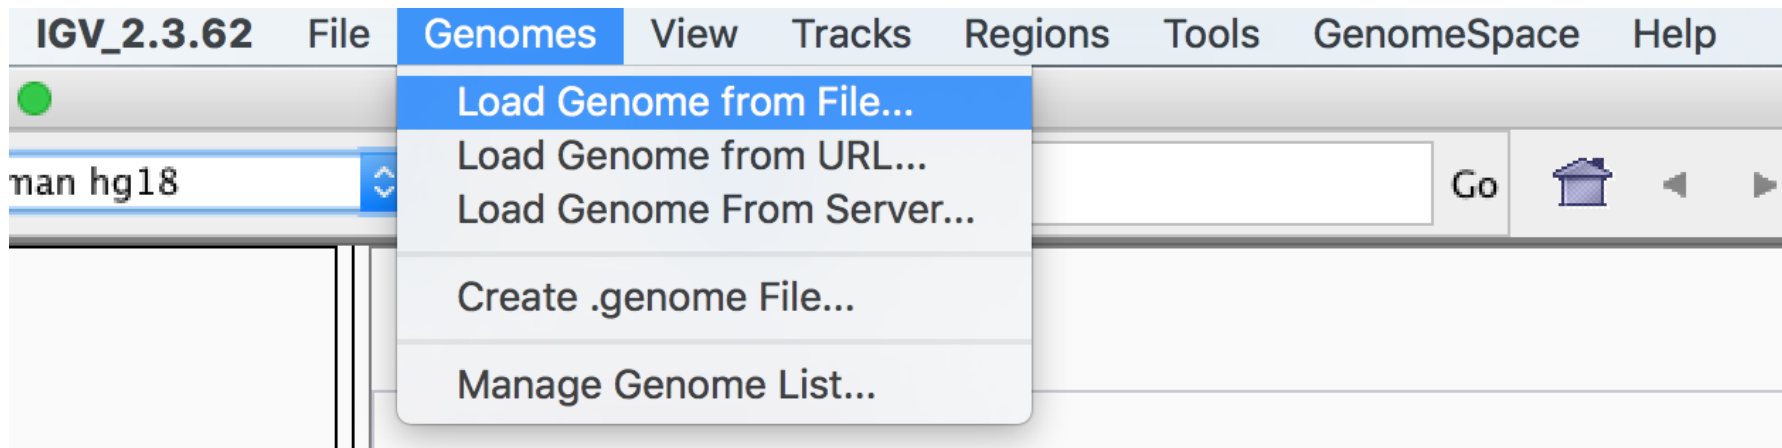 IGV_2.3.62 File Genomes View Tracks Regions Tools GenomeSpace Help
Load Genome from File...
Load Genome from URL...
man hg18 Go
Load Genome From Server...
Create .genome File...
Manage Genome List...